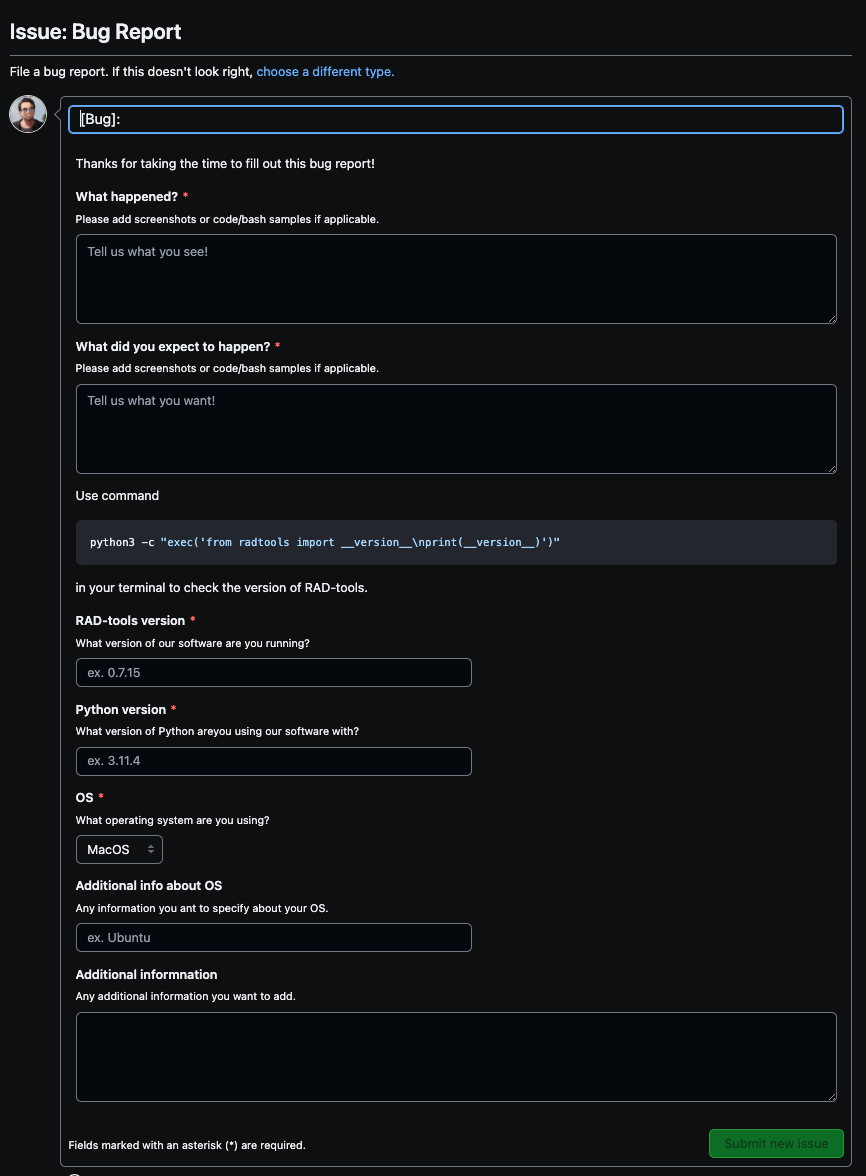 Issue: Bug Report
File a bug report. If this doesn't look right, choose a different type.
[Bug]:
Thanks for taking the time to fill out this bug report!
What happened? *
Please add screenshots or code/bash samples if applicable.
Tell us what you see!
What did you expect to happen? *
Please add screenshots or code/bash samples if applicable.
Tell us what you want!
Use command
python3 -c "exec('from radtools import __version__\nprint(__version__)')"
in your terminal to check the version of RAD-tools.
RAD-tools version *
What version of our software are you running?
ex. 0.7.15
Python version *
What version of Python areyou using our software with?
ex. 3.11.4
OS *
What operating system are you using?
MacOS
Additional info about OS
Any information you ant to specify about your OS.
ex. Ubuntu
Additional informnation
Any additional information you want to add.
Fields marked with an asterisk (*) are required.
Submit new issue